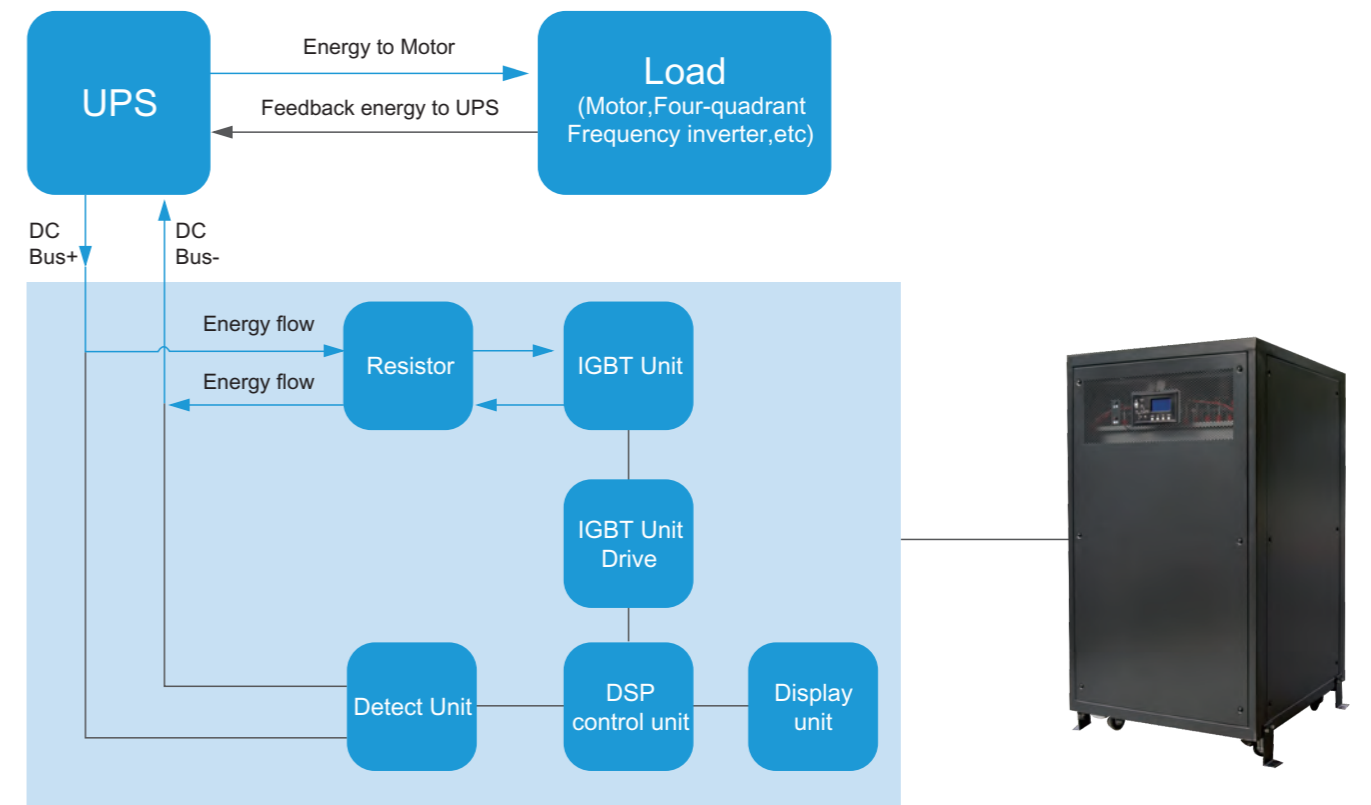 Energy to Motor
UPS
Load
(Motor,Four-quadrant
Frequency inverter,etc)
Feedback energy to UPS
DC
Bus+
DC
Bus-
Energy flow
Energy flow
Resistor
IGBT Unit
IGBT Unit
Drive
Detect Unit
DSP
control unit
Display
unit